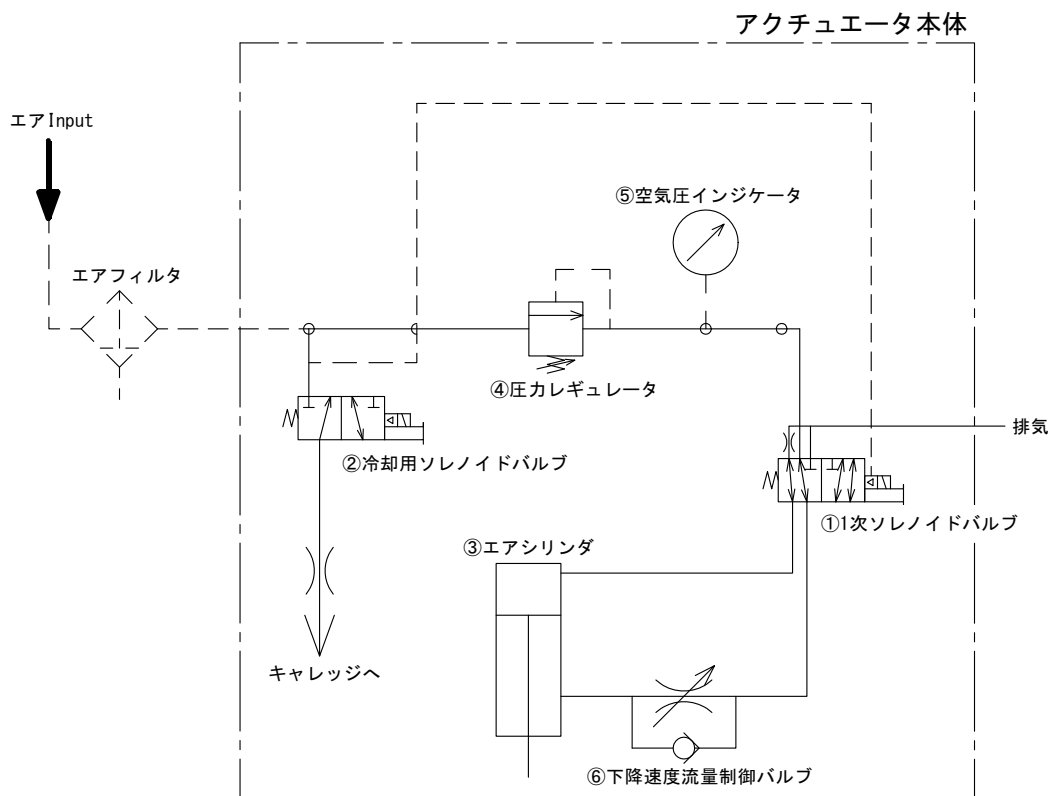 アクチュエータ本体
エアInput
⑤空気圧インジケータ
エアフィルタ
④圧力レギュレータ
排気
②冷却用ソレノイドバルブ
①1次ソレノイドバルブ
③エアシリンダ
キャレッジへ
⑥下降速度流量制御バルブ